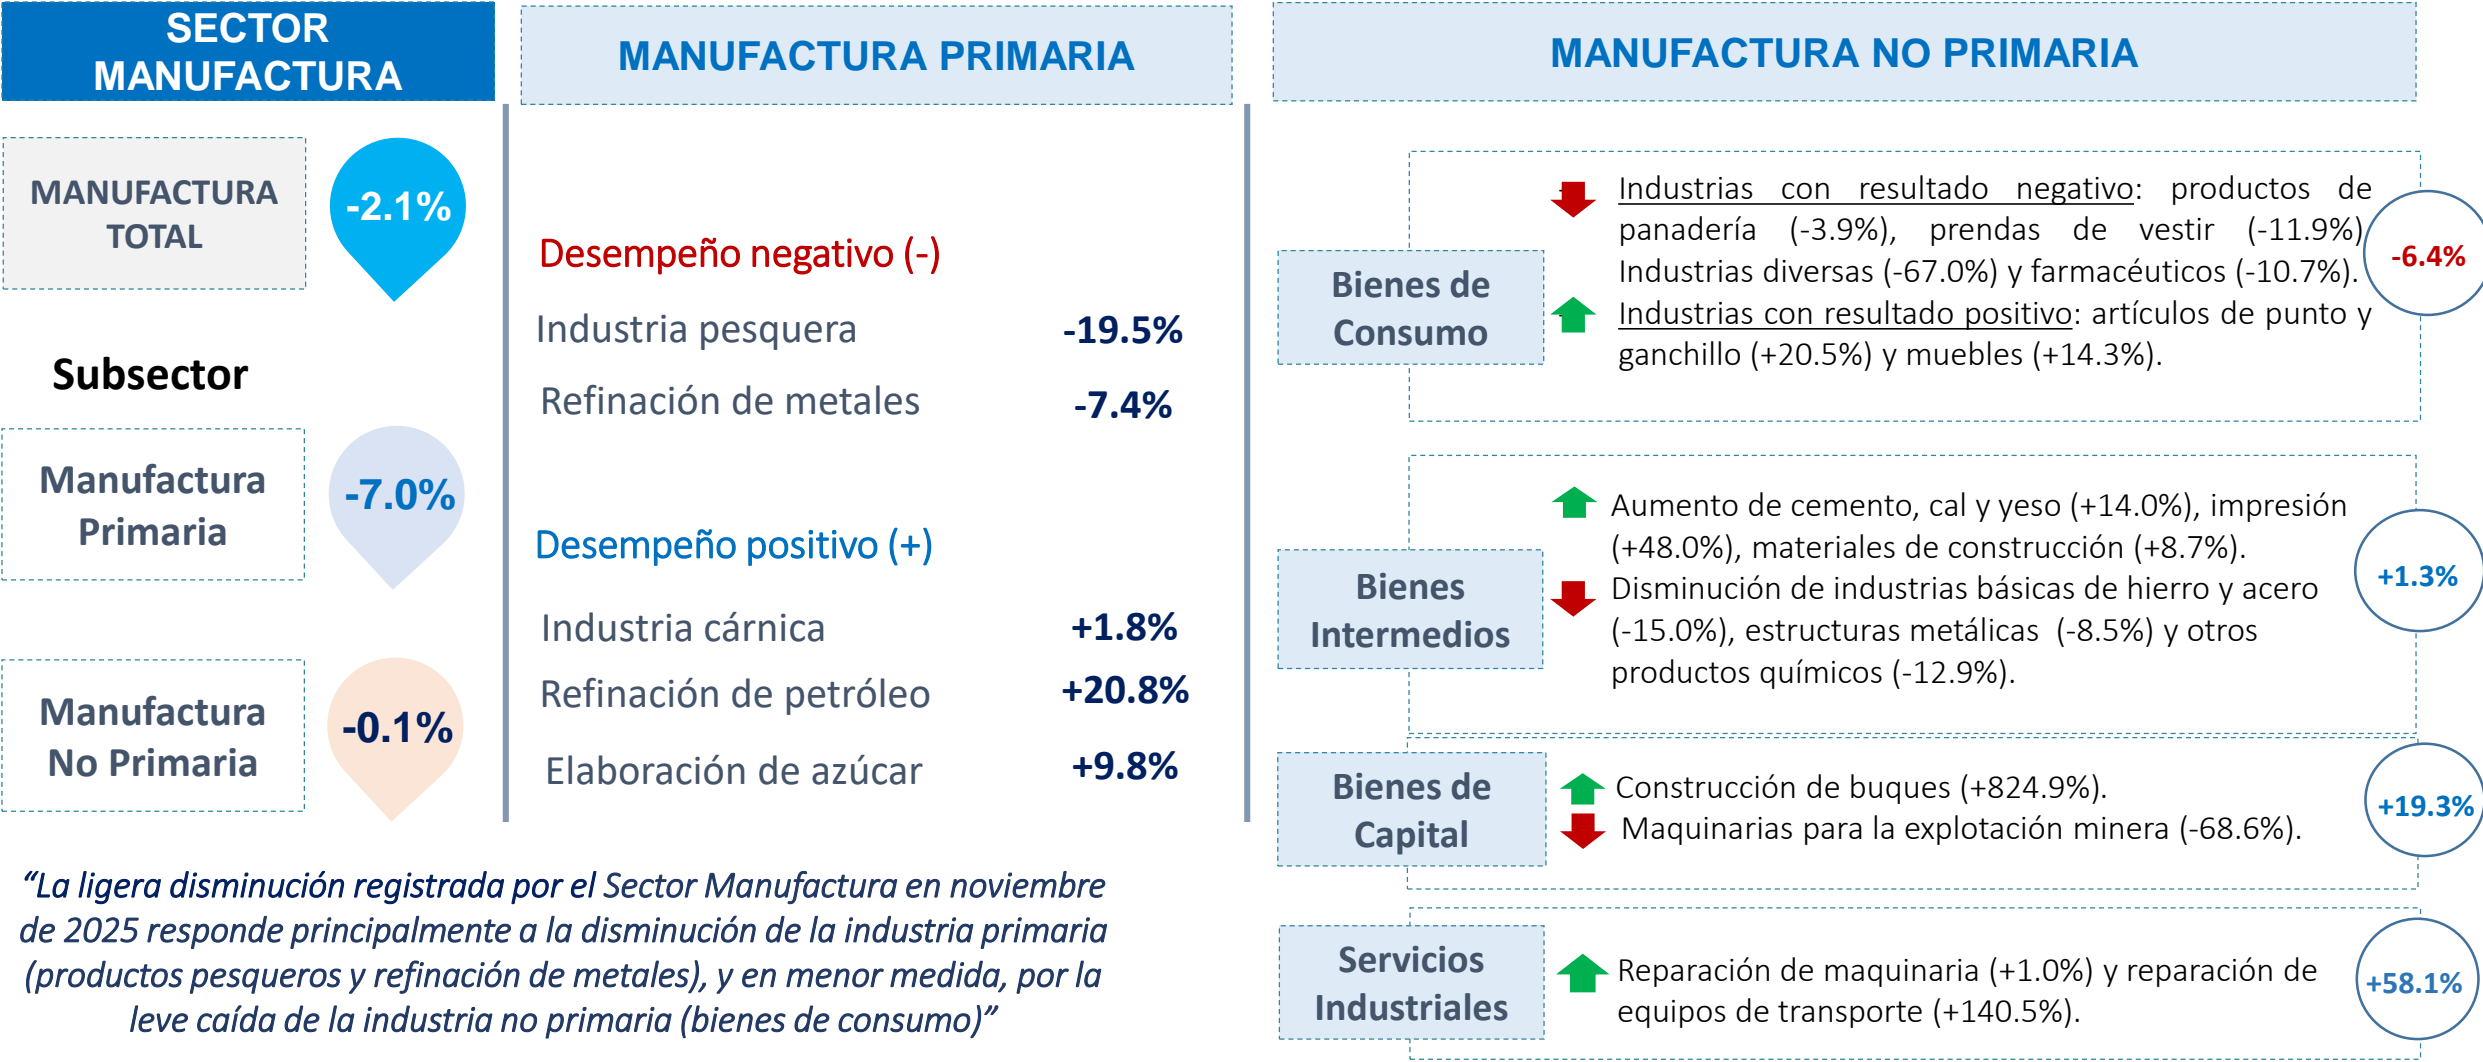 SECTOR
MANUFACTURA
MANUFACTURA
TOTAL
-2.1%
Subsector
Manufactura
Primaria
-7.0%
Manufactura
No Primaria
-0.1%
MANUFACTURA PRIMARIA
Desempeño negativo (-)
Industria pesquera -19.5%
Refinación de metales -7.4%
Desempeño positivo (+)
Industria cárnica +1.8%
Refinación de petróleo +20.8%
Elaboración de azúcar +9.8%
“La ligera disminución registrada por el Sector Manufactura en noviembre
de 2025 responde principalmente a la disminución de la industria primaria
(productos pesqueros y refinación de metales), y en menor medida, por la
leve caída de la industria no primaria (bienes de consumo)”
MANUFACTURA NO PRIMARIA
Bienes de
Consumo
Industrias con resultado negativo: productos de
panadería (-3.9%), prendas de vestir (-11.9%),
Industrias diversas (-67.0%) y farmacéuticos (-10.7%).
Industrias con resultado positivo: artículos de punto y
ganchillo (+20.5%) y muebles (+14.3%).
-6.4%
Bienes
Intermedios
Aumento de cemento, cal y yeso (+14.0%), impresión
(+48.0%), materiales de construcción (+8.7%).
Disminución de industrias básicas de hierro y acero
(-15.0%), estructuras metálicas (-8.5%) y otros
productos químicos (-12.9%).
+1.3%
Bienes de
Capital
Construcción de buques (+824.9%).
Maquinarias para la explotación minera (-68.6%).
+19.3%
Servicios
Industriales
Reparación de maquinaria (+1.0%) y reparación de
equipos de transporte (+140.5%).
+58.1%